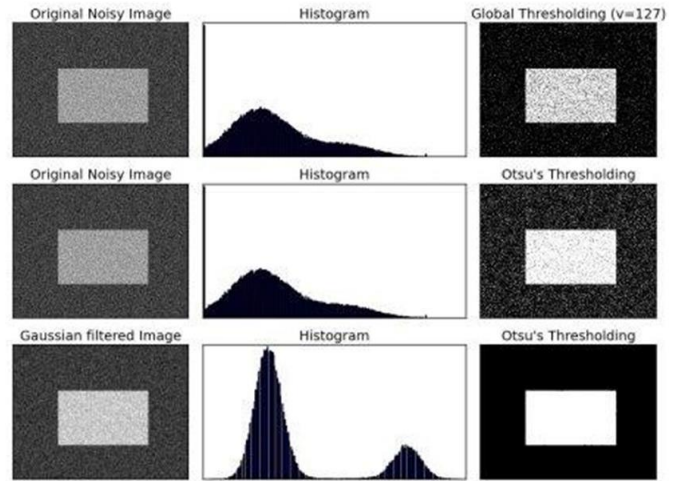 Original Noisy Image
Histogram
Global Thresholding (v=127)
Original Noisy Image
Histogram
Otsu's Thresholding
Gaussian filtered Image
Histogram
Otsu's Thresholding